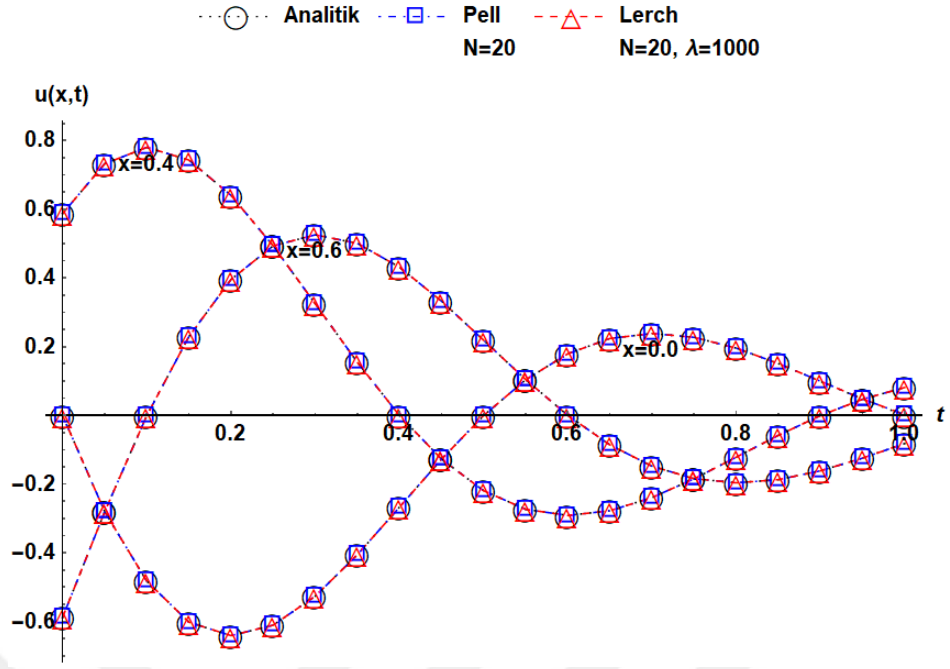 Analitik Pell Lerch
N=20 N=20, λ=1000
u(x,t)
0.8
x=0.4
0.6
x=0.6
0.4
0.2
x=0.0
0.2 0.4 0.6 0.8 1.0 t
−0.2
−0.4
−0.6